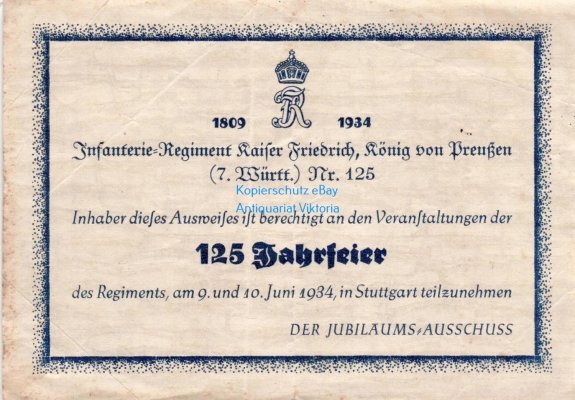 1809 1934
Infanterie-Regiment Kaiser Friedrich, König von Preußen
(7. Württ.) Nr. 125
Kopierschutz eBay
Antiquariat Viktoria
Inhaber dieses Ausweises ist berechtigt an den Veranstaltungen der
125 Jahrfeier
des Regiments, am 9. und 10. Juni 1934, in Stuttgart teilzunehmen
DER JUBILÄUMS-AUSSCHUSS